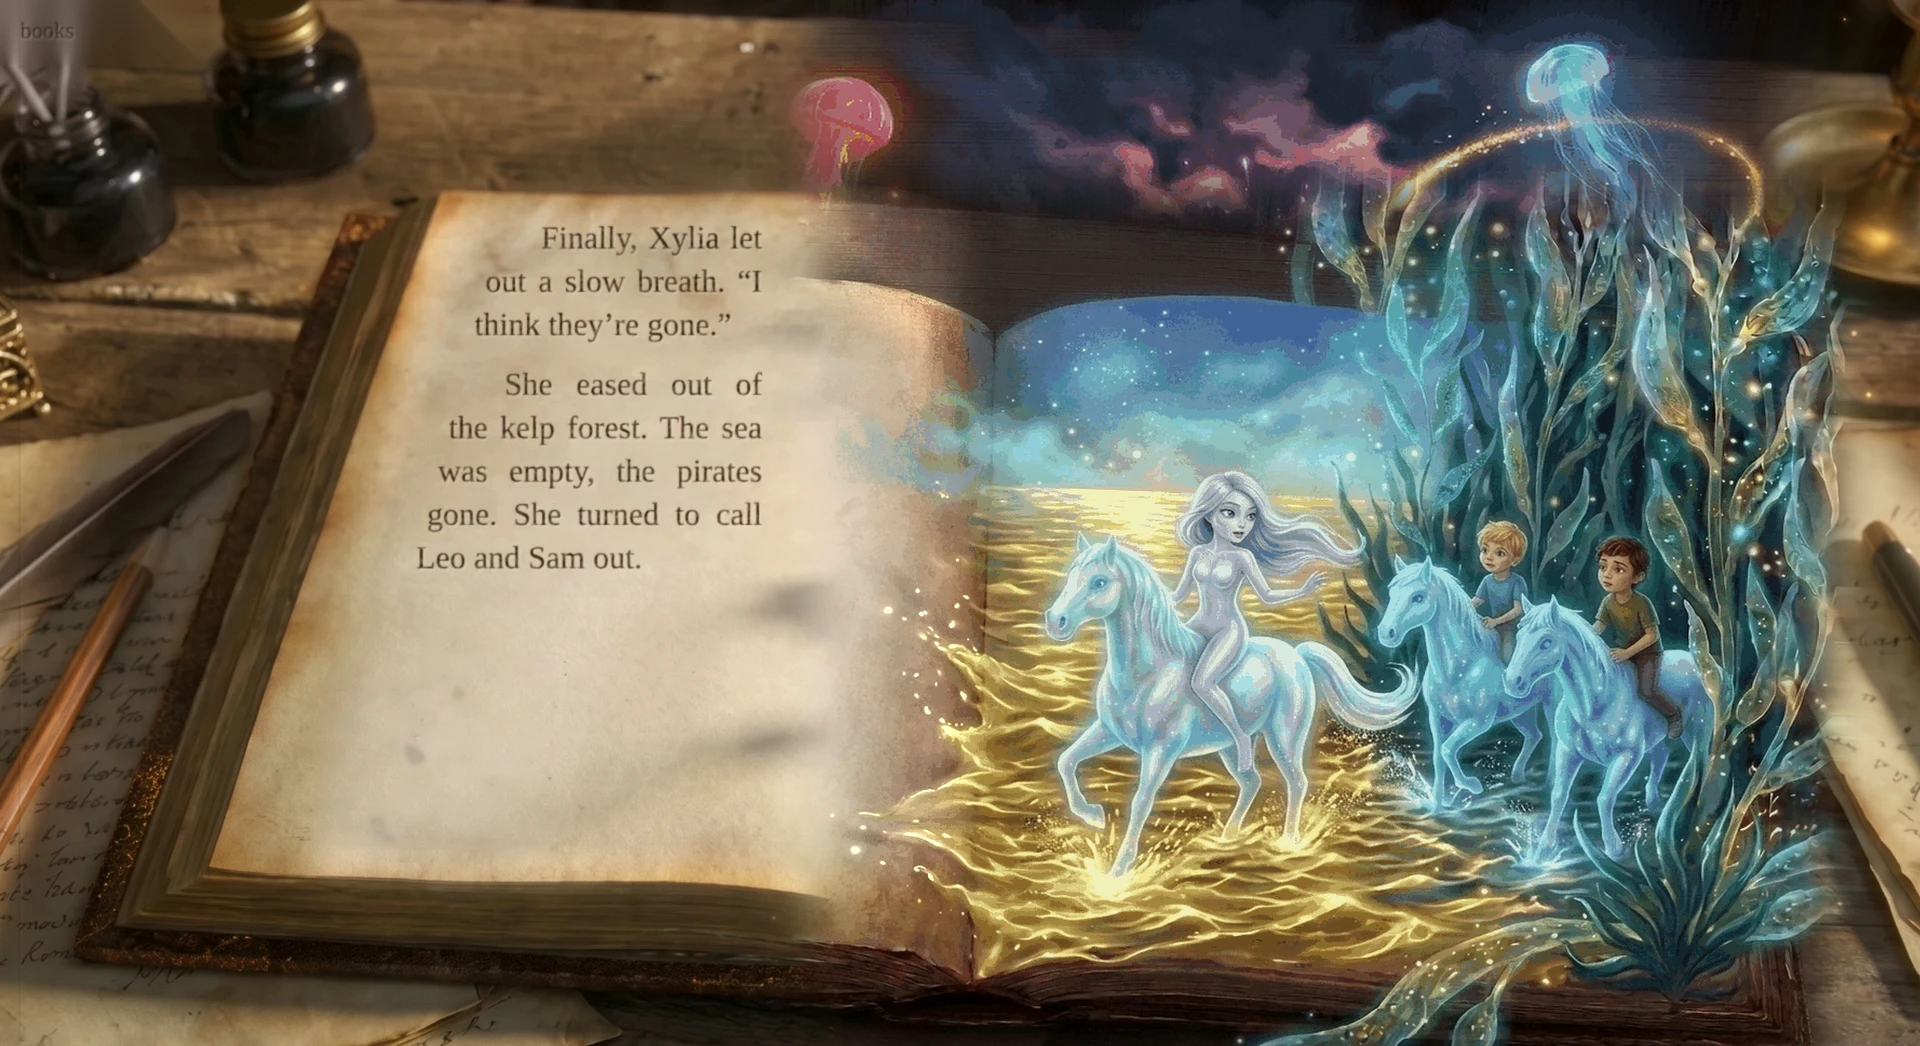 books
Finally, Xylia let
out a slow breath. “I
think they’re gone.”
She eased out of
the kelp forest. The sea
was empty, the pirates
gone. She turned to call
Leo and Sam out.